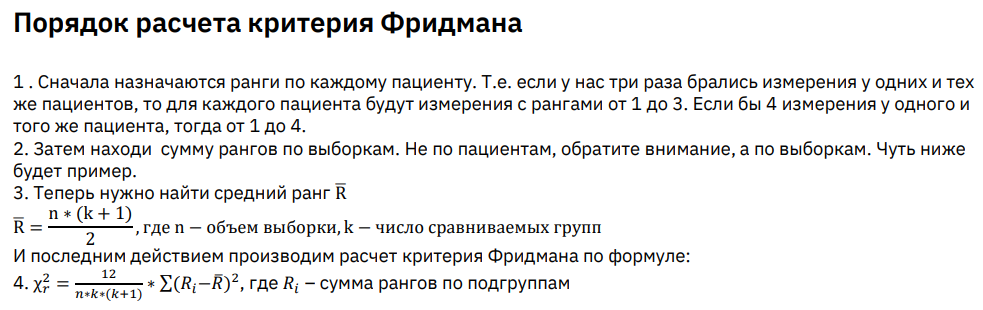 Порядок расчета критерия Фридмана
1 . Сначала назначаются ранги по каждому пациенту. Т.е. если у нас три раза брались измерения у одних и тех
же пациентов, то для каждого пациента будут измерения с рангами от 1 до 3. Если бы 4 измерения у одного и
того же пациента, тогда от 1 до 4.
2. Затем находи сумму рангов по выборкам. Не по пациентам, обратите внимание, а по выборкам. Чуть ниже
будет пример.
3. Теперь нужно найти средний ранг R̅
R̅ = n ∗ (k + 1) / 2 , где n − объем выборки, k − число сравниваемых групп
И последним действием производим расчет критерия Фридмана по формуле:
4. χᵣ² = 12 / n∗k∗(k+1) ∗ ∑(Rᵢ−R̅)², где Rᵢ – сумма рангов по подгруппам